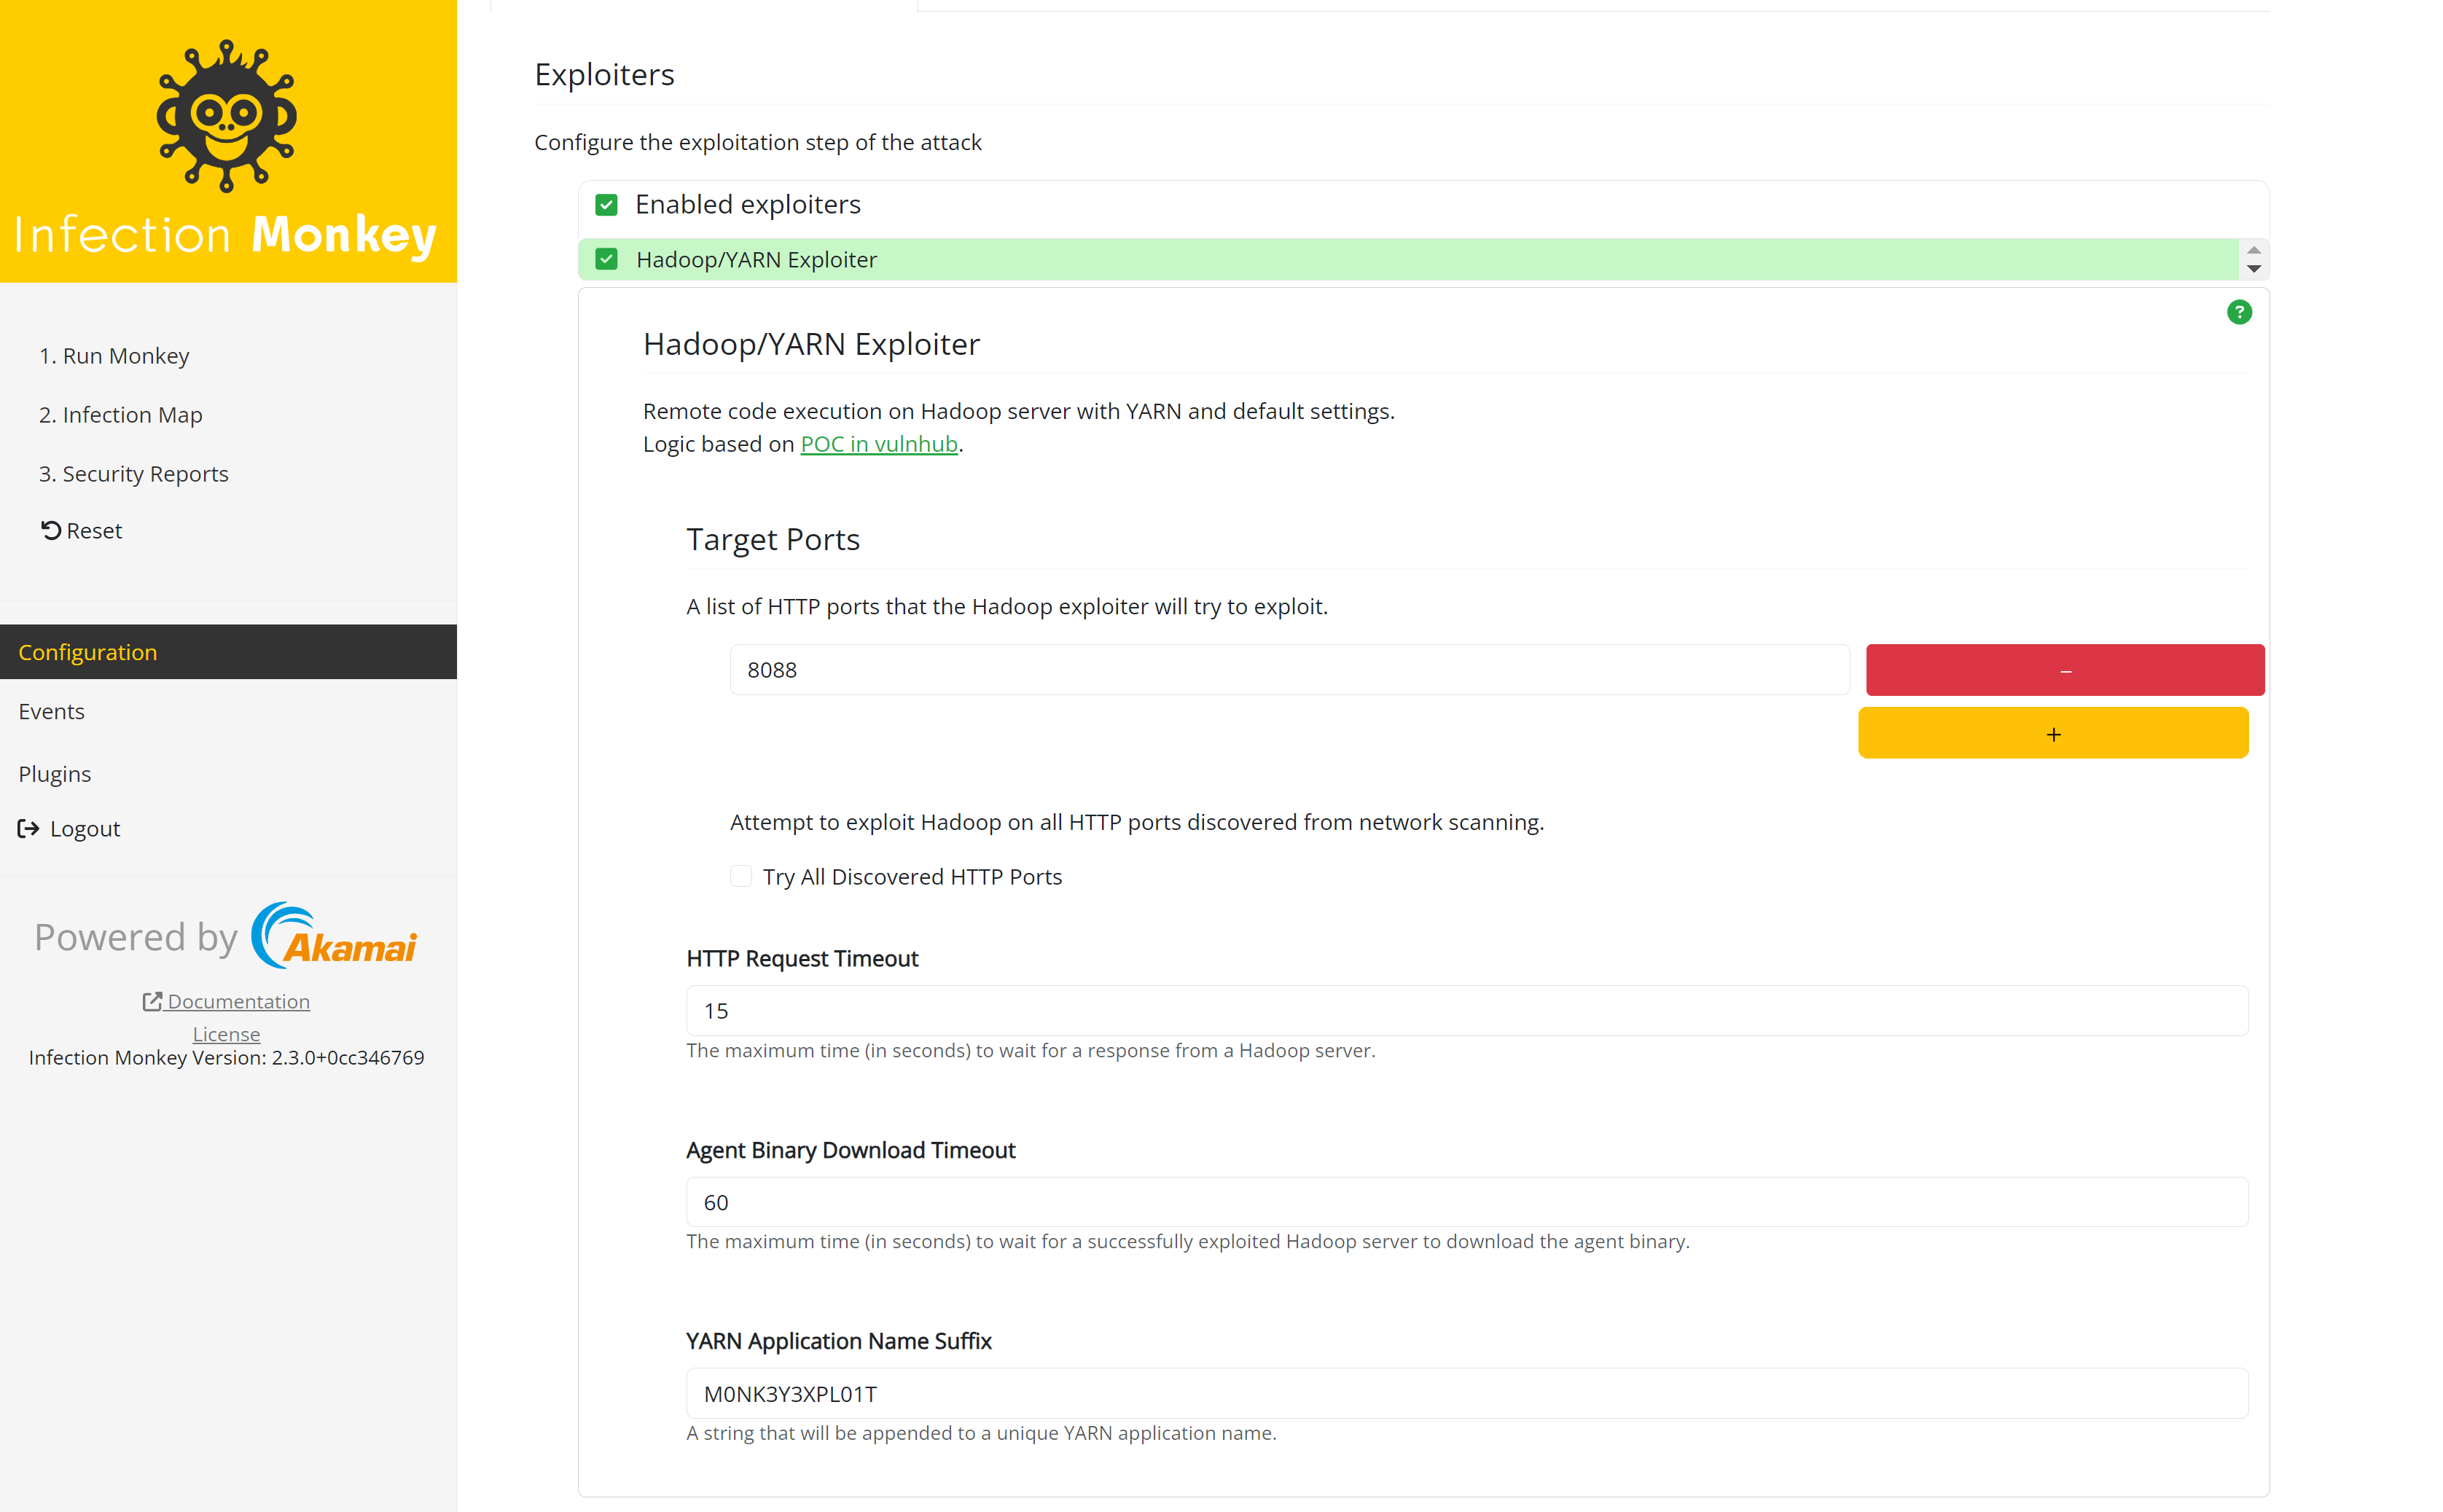 Infection Monkey
1. Run Monkey
2. Infection Map
3. Security Reports
Reset
Configuration
Events
Plugins
Logout
Powered by Akamai
Documentation
License
Infection Monkey Version: 2.3.0+0cc346769
Exploiters
Configure the exploitation step of the attack
Enabled exploiters
Hadoop/YARN Exploiter
?
Hadoop/YARN Exploiter
Remote code execution on Hadoop server with YARN and default settings.
Logic based on POC in vulnhub.
Target Ports
A list of HTTP ports that the Hadoop exploiter will try to exploit.
8088
−
+
Attempt to exploit Hadoop on all HTTP ports discovered from network scanning.
Try All Discovered HTTP Ports
HTTP Request Timeout
15
The maximum time (in seconds) to wait for a response from a Hadoop server.
Agent Binary Download Timeout
60
The maximum time (in seconds) to wait for a successfully exploited Hadoop server to download the agent binary.
YARN Application Name Suffix
M0NK3Y3XPL01T
A string that will be appended to a unique YARN application name.